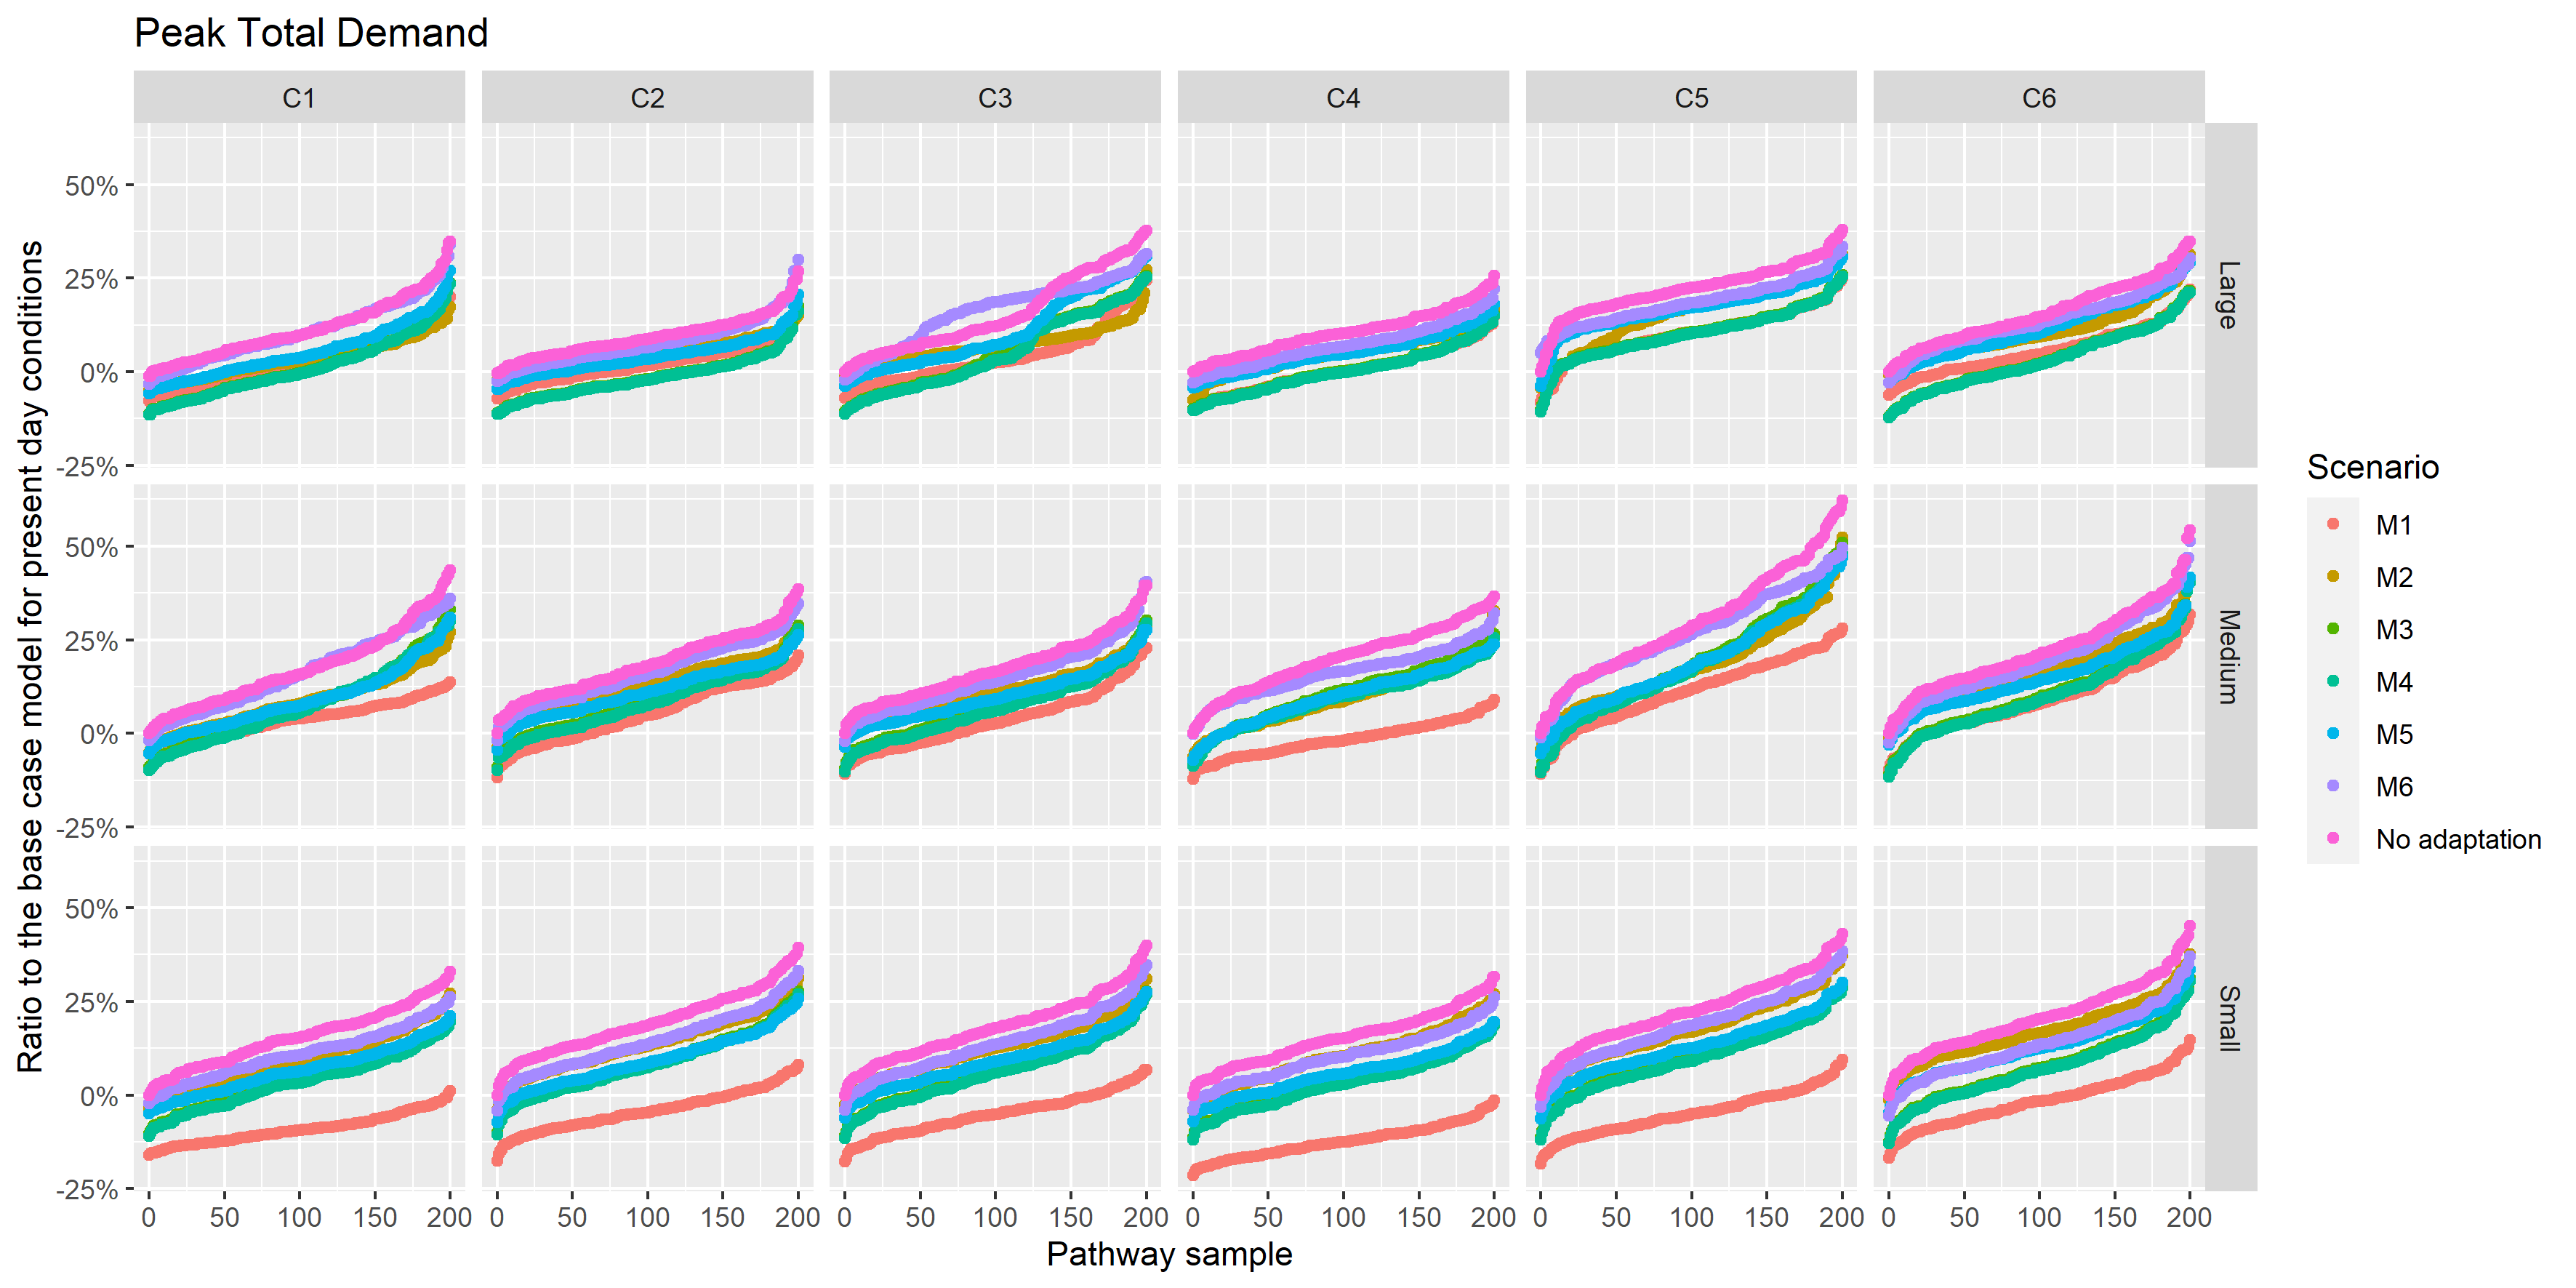 Peak Total Demand
C1 C2 C3 C4 C5 C6
Ratio to the base case model for present day conditions
50%
25%
0%
-25%
Large
50%
25%
0%
-25%
Medium
50%
25%
0%
-25%
Small
0 50 100 150 200 0 50 100 150 200 0 50 100 150 200 0 50 100 150 200 0 50 100 150 200 0 50 100 150 200
Pathway sample
Scenario
M1
M2
M3
M4
M5
M6
No adaptation